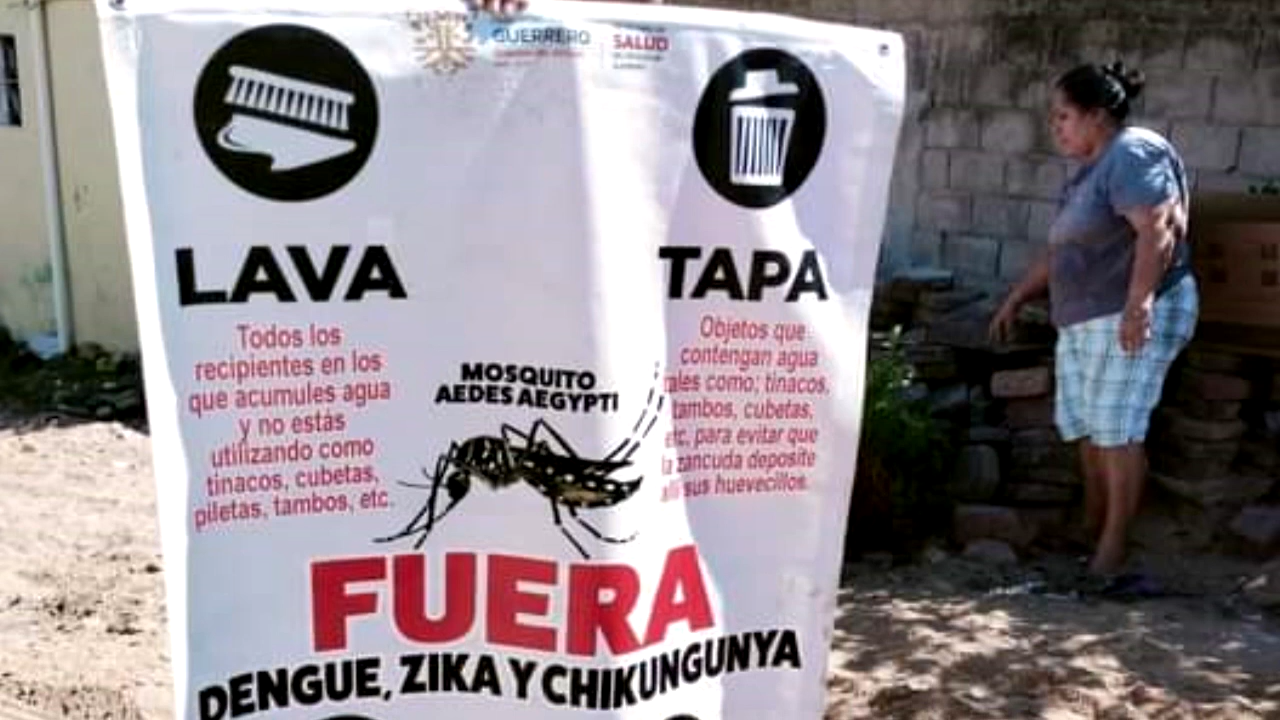 GUERRERO
SALUD
LAVA
Todos los
recipientes en los
que acumules agua
y no estás
utilizando como
tinacos, cubetas,
piletas, tambos, etc.
TAPA
Objetos que
contengan agua
tales como; tinacos,
tambos, cubetas,
etc, para evitar que
la zancuda deposite
sus huevecillos.
MOSQUITO
AEDES AEGYPTI
FUERA
DENGUE, ZIKA Y CHIKUNGUNYA